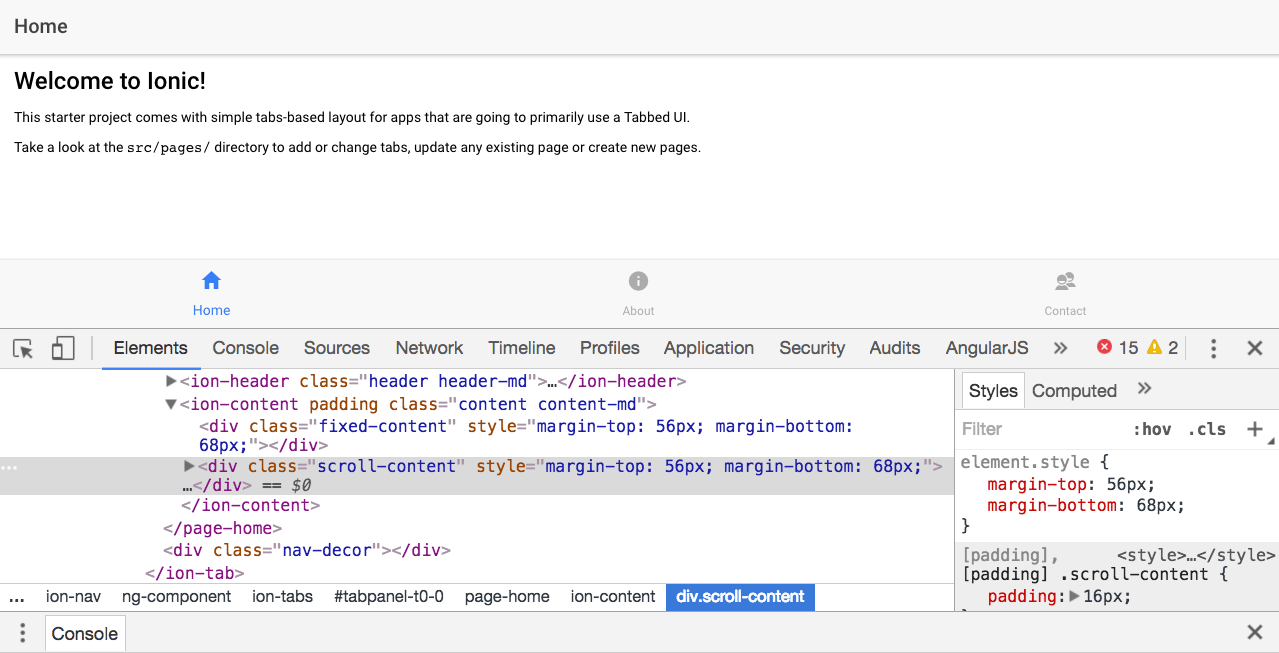 Home
Welcome to Ionic!
This starter project comes with simple tabs-based layout for apps that are going to primarily use a Tabbed UI.
Take a look at the src/pages/ directory to add or change tabs, update any existing page or create new pages.
Home About Contact
Elements Console Sources Network Timeline Profiles Application Security Audits AngularJS » 15 2
<ion-header class="header header-md">…</ion-header>
<ion-content padding class="content content-md">
<div class="fixed-content" style="margin-top: 56px; margin-bottom:
68px;"></div>
... <div class="scroll-content" style="margin-top: 56px; margin-bottom: 68px;">
…</div> == $0
</ion-content>
</page-home>
<div class="nav-decor"></div>
</ion-tab>
... ion-nav ng-component ion-tabs #tabpanel-t0-0 page-home ion-content div.scroll-content
Styles Computed »
Filter :hov .cls +
element.style {
margin-top: 56px;
margin-bottom: 68px;
}
[padding], <style>…</style>
[padding] .scroll-content {
padding: 16px;
Console